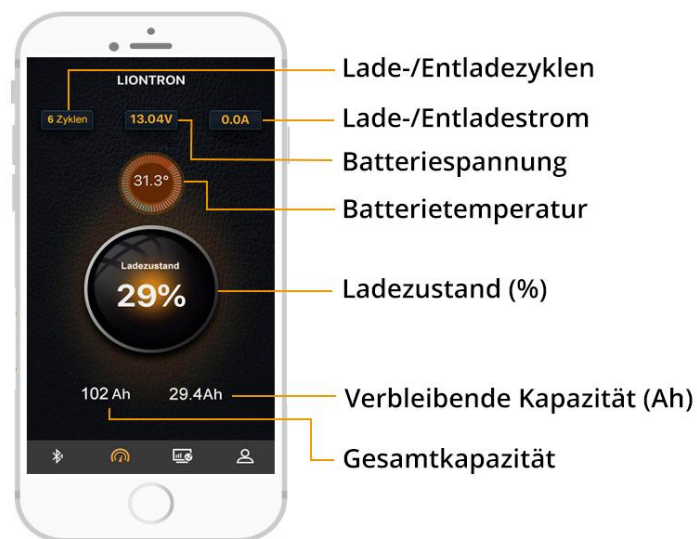 LIONTRON
6 Zyklen
13.04V
0.0A
31.3°
Ladezustand
29%
102 Ah
29.4Ah
Lade-/Entladezyklen
Lade-/Entladestrom
Batteriespannung
Batterietemperatur
Ladezustand (%)
Verbleibende Kapazität (Ah)
Gesamtkapazität